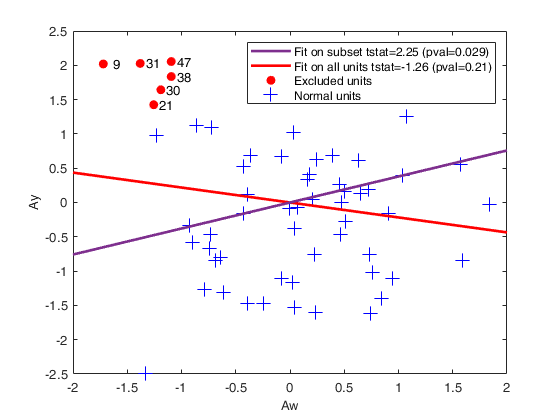 2.5
2
1.5
1
0.5
0
-0.5
-1
-1.5
-2
-2.5
Ay
-2 -1.5 -1 -0.5 0 0.5 1 1.5 2
Aw
Fit on subset tstat=2.25 (pval=0.029)
Fit on all units tstat=-1.26 (pval=0.21)
Excluded units
Normal units
9
31
47
38
30
21